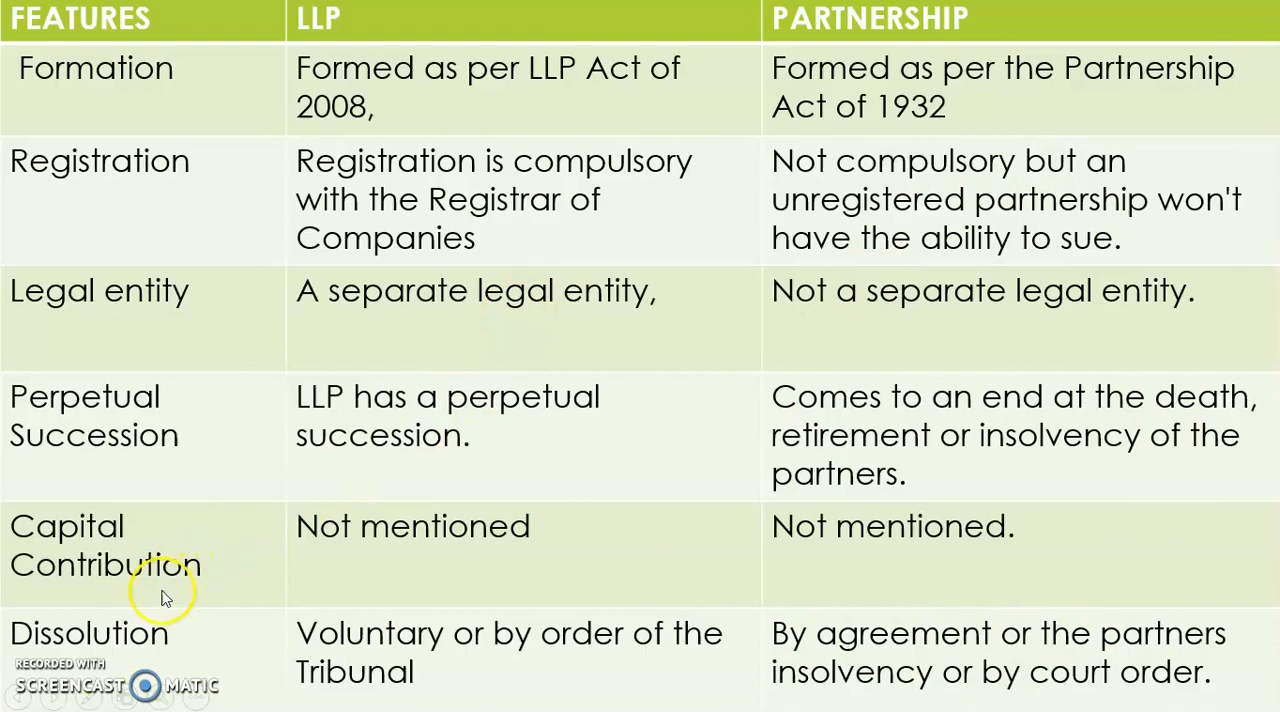 FEATURES LLP PARTNERSHIP
Formation
Formed as per LLP Act of
2008,
Formed as per the Partnership
Act of 1932
Registration
Registration is compulsory
with the Registrar of
Companies
Not compulsory but an
unregistered partnership won't
have the ability to sue.
Legal entity
A separate legal entity,
Not a separate legal entity.
Perpetual
Succession
LLP has a perpetual
succession.
Comes to an end at the death,
retirement or insolvency of the
partners.
Capital
Contribution
Not mentioned
Not mentioned.
Dissolution
Voluntary or by order of the
Tribunal
By agreement or the partners
insolvency or by court order.
RECORDED WITH
SCREENCAST MATIC